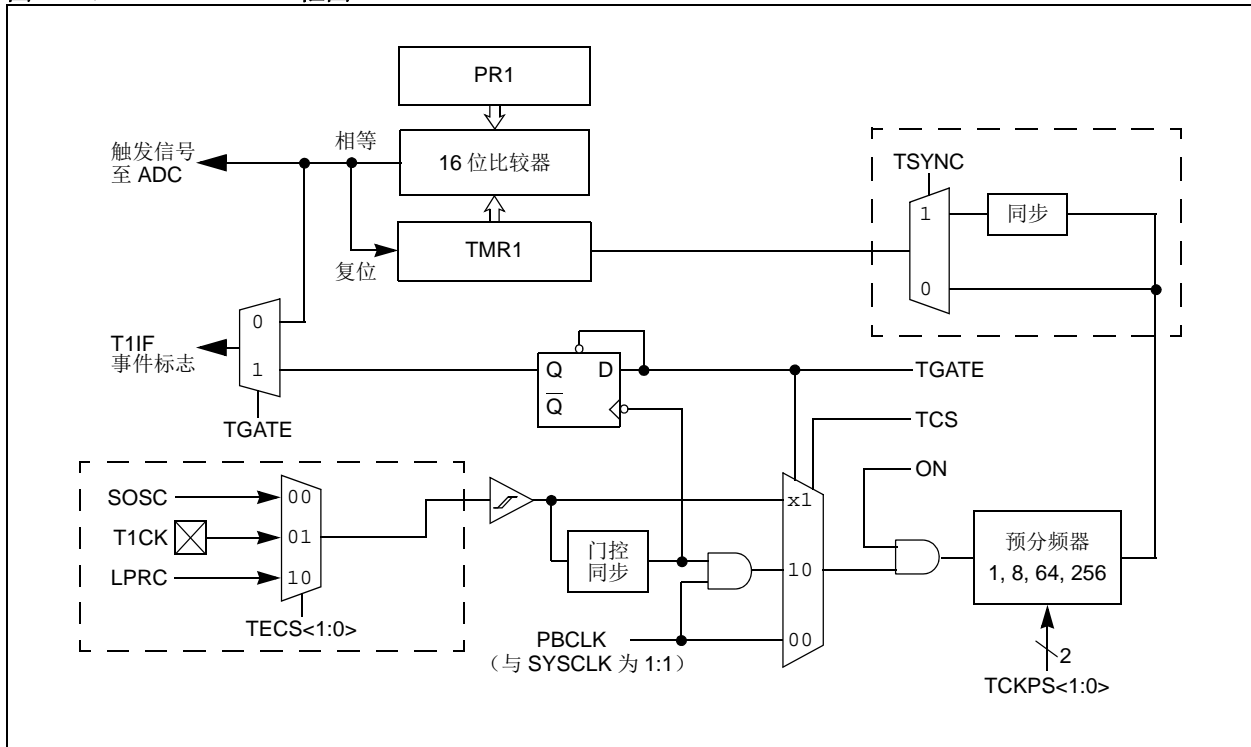 PR1
相等
触发信号
至 ADC
16 位比较器
TSYNC
1
同步
TMR1
复位
0
0
T1IF
事件标志
1
Q
D
Q
TGATE
TGATE
TCS
ON
SOSC
00
T1CK
01
LPRC
10
TECS<1:0>
x1
门控
同步
10
预分频器
1, 8, 64, 256
PBCLK
00
（与 SYSCLK 为 1:1）
2
TCKPS<1:0>